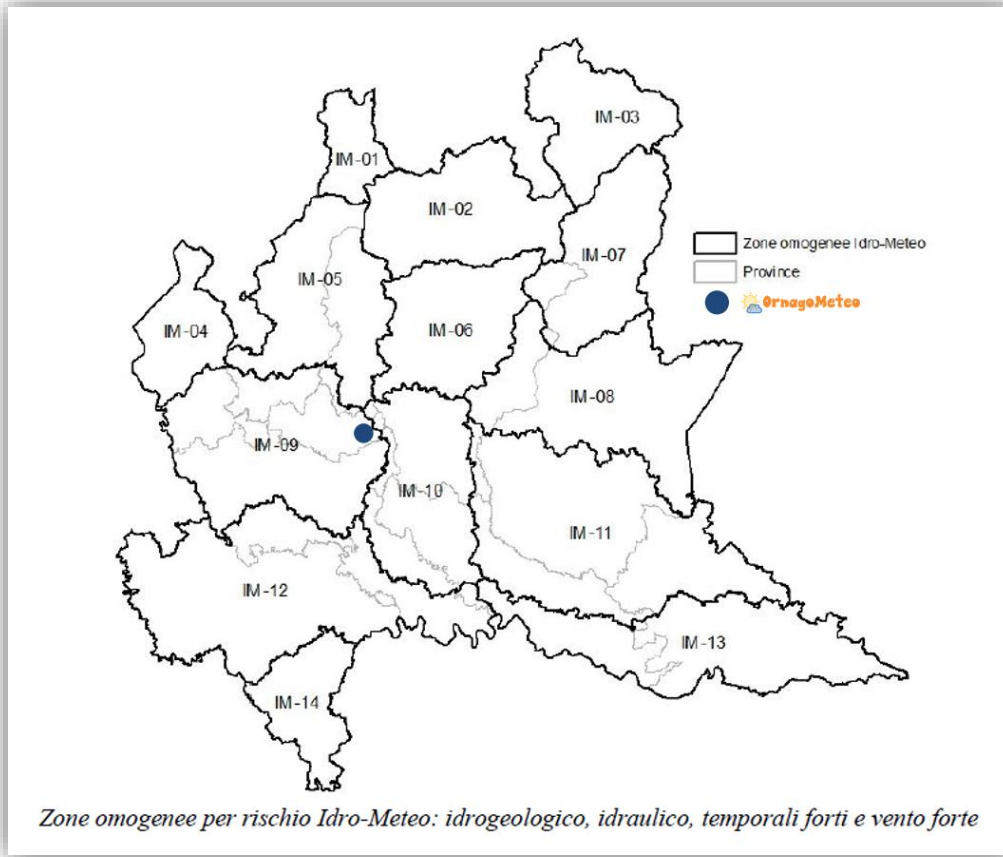 IM-03
IM-01
IM-02
IM-07
Zone omogenee Idro-Meteo
Province
OrnagoMeteo
IM-05
IM-04
IM-06
IM-08
IM-09
IM-10
IM-11
IM-12
IM-13
IM-14
Zone omogenee per rischio Idro-Meteo: idrogeologico, idraulico, temporali forti e vento forte